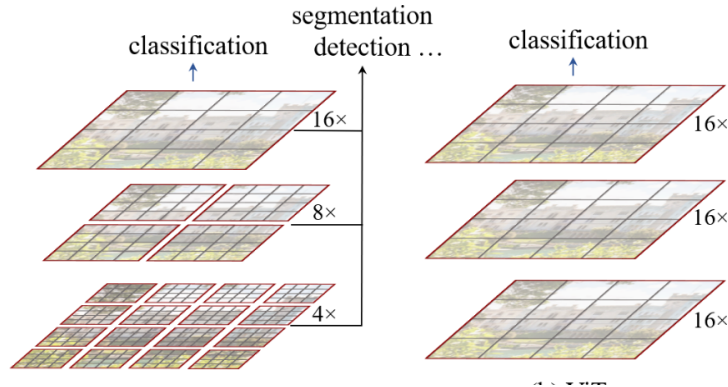 segmentation
classification
detection ...
classification
16×
16×
8×
16×
4×
16×